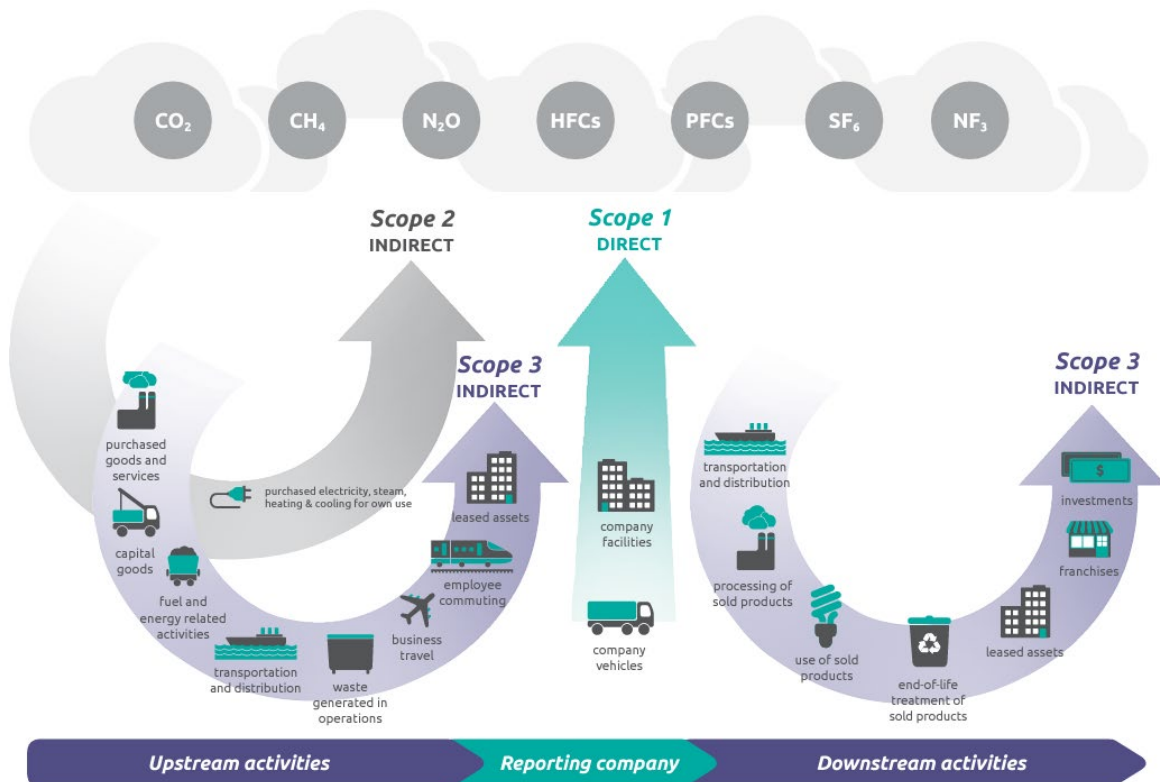 CO₂
CH₄
N₂O
HFCs
PFCs
SF₆
NF₃
Scope 2
INDIRECT
Scope 1
DIRECT
Scope 3
INDIRECT
Scope 3
INDIRECT
purchased
goods and
services
capital
goods
fuel and
energy related
activities
transportation
and distribution
waste
generated in
operations
business
travel
employee
commuting
leased assets
purchased electricity, steam,
heating & cooling for own use
company
facilities
company
vehicles
transportation
and distribution
processing of
sold products
use of sold
products
end-of-life
treatment of
sold products
leased assets
franchises
$
investments
Upstream activities
Reporting company
Downstream activities